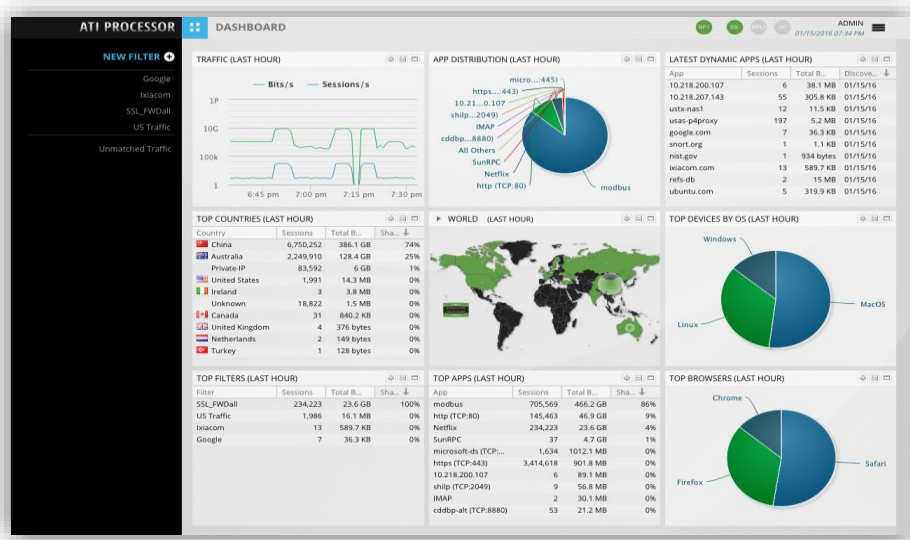 ATI PROCESSOR
DASHBOARD
NP1
SSL
ADMIN
01/15/2016 07:34 PM
NEW FILTER
Google
Ixiacom
SSL_FWDall
US Traffic
Unmatched Traffic
TRAFFIC (LAST HOUR)
Bits/s Sessions/s
1P
10G
100k
1
6:45 pm 7:00 pm 7:15 pm 7:30 pm
APP DISTRIBUTION (LAST HOUR)
micro...:445)
https...:443)
10.21...0.107
shilp...:2049)
IMAP
cddbp...8880)
All Others
SunRPC
Netflix
http (TCP:80)
modbus
LATEST DYNAMIC APPS (LAST HOUR)
App Sessions Total B... Discove...
10.218.200.107 6 38.1 MB 01/15/16
10.218.207.143 55 305.8 KB 01/15/16
ustx-nas1 12 11.5 KB 01/15/16
usas-p4proxy 197 5.2 MB 01/15/16
google.com 7 36.3 KB 01/15/16
snort.org 1 1.1 KB 01/15/16
nist.gov 1 934 bytes 01/15/16
ixiacom.com 13 589.7 KB 01/15/16
refs-db 2 15 MB 01/15/16
ubuntu.com 5 319.9 KB 01/15/16
TOP COUNTRIES (LAST HOUR)
Country Sessions Total B... Sha...
China 6,750,252 386.1 GB 74%
Australia 2,249,910 128.4 GB 25%
Private-IP 83,592 6 GB 1%
United States 1,991 14.3 MB 0%
Ireland 3 3.8 MB 0%
Unknown 18,822 1.5 MB 0%
Canada 31 840.2 KB 0%
United Kingdom 4 376 bytes 0%
Netherlands 2 149 bytes 0%
Turkey 1 128 bytes 0%
WORLD (LAST HOUR)
TOP DEVICES BY OS (LAST HOUR)
Windows
MacOS
Linux
TOP FILTERS (LAST HOUR)
Filter Sessions Total B... Sha...
SSL_FWDall 234,223 23.6 GB 100%
US Traffic 1,986 16.1 MB 0%
Ixiacom 13 589.7 KB 0%
Google 7 36.3 KB 0%
TOP APPS (LAST HOUR)
App Sessions Total B... Sha...
modbus 705,569 466.2 GB 86%
http (TCP:80) 145,463 46.9 GB 9%
Netflix 234,223 23.6 GB 4%
SunRPC 37 4.7 GB 1%
microsoft-ds (TCP:... 1,634 1012.1 MB 0%
https (TCP:443) 3,414,618 901.8 MB 0%
10.218.200.107 6 89.1 MB 0%
shilp (TCP:2049) 9 56.8 MB 0%
IMAP 2 30.1 MB 0%
cddbp-alt (TCP:8880) 53 21.2 MB 0%
TOP BROWSERS (LAST HOUR)
Chrome
Safari
Firefox